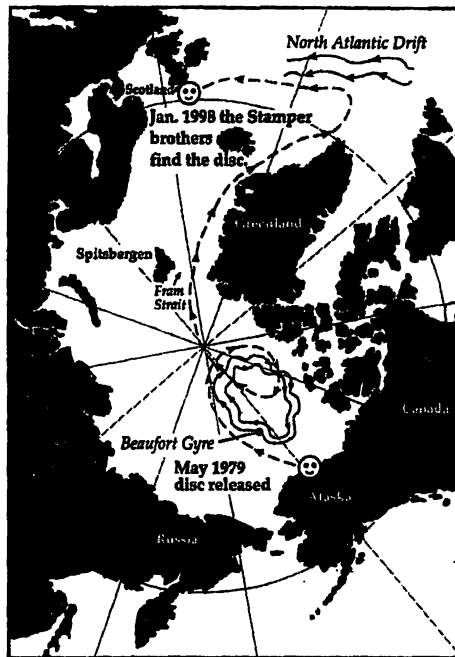 North Atlantic Drift
Scotland
Jan. 1998 the Stamper
brothers
find the disc.
Greenland
Spitsbergen
Fram
Strait
Canada
Beaufort Gyre
May 1979
disc released
Alaska
Russia